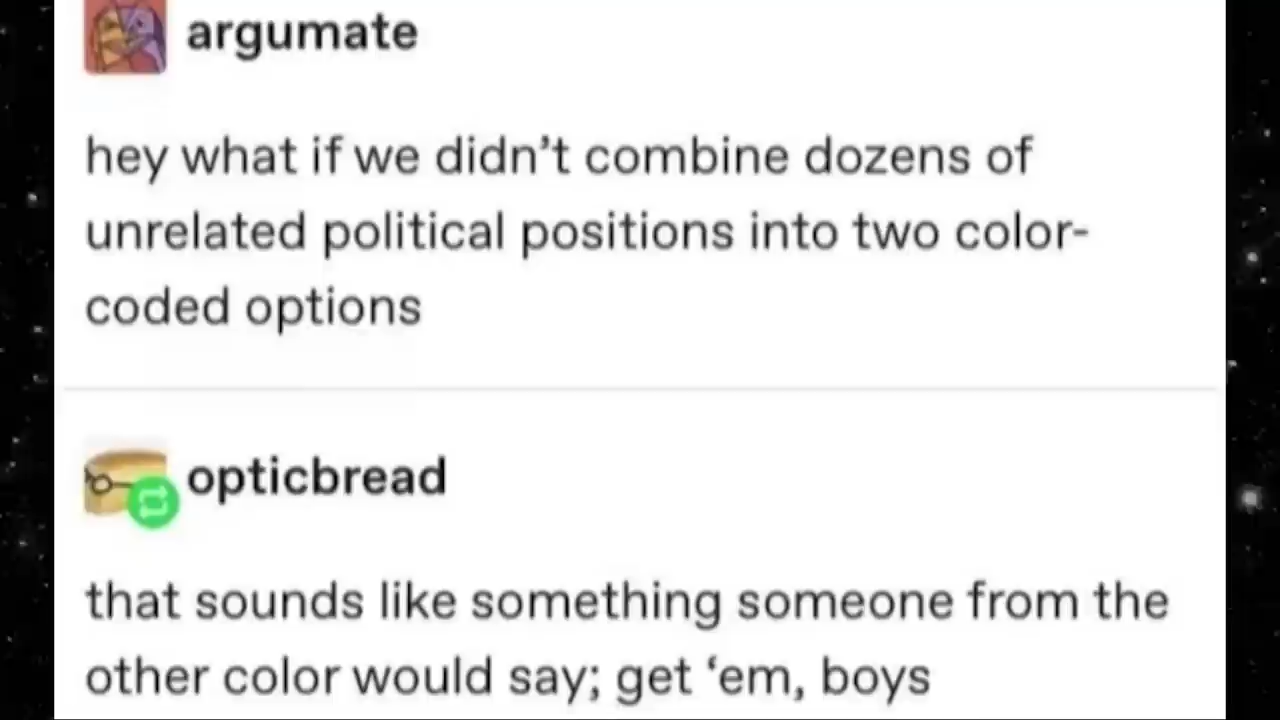 argumate
hey what if we didn’t combine dozens of
unrelated political positions into two color-
coded options
opticbread
that sounds like something someone from the
other color would say; get ‘em, boys